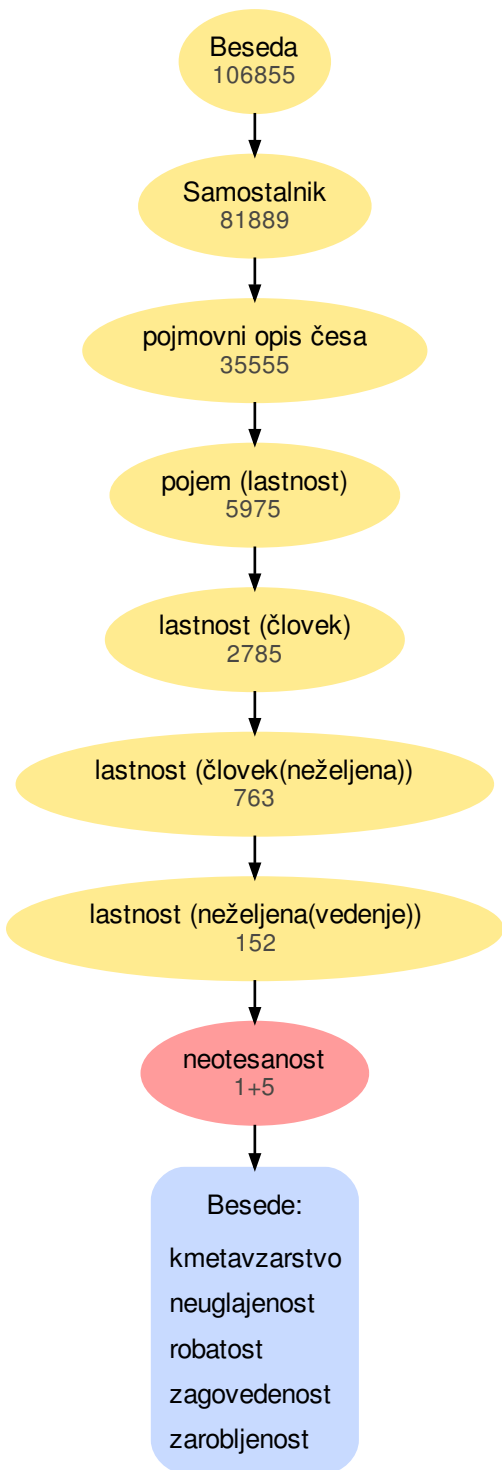 Beseda
106855
Samostalnik
81889
pojmovni opis česa
35555
pojem (lastnost)
5975
lastnost (človek)
2785
lastnost (človek(neželjena))
763
lastnost (neželjena(vedenje))
152
neotesanost
1+5
Besede:
kmetavzarstvo
neuglajenost
robatost
zagovedenost
zarobljenost